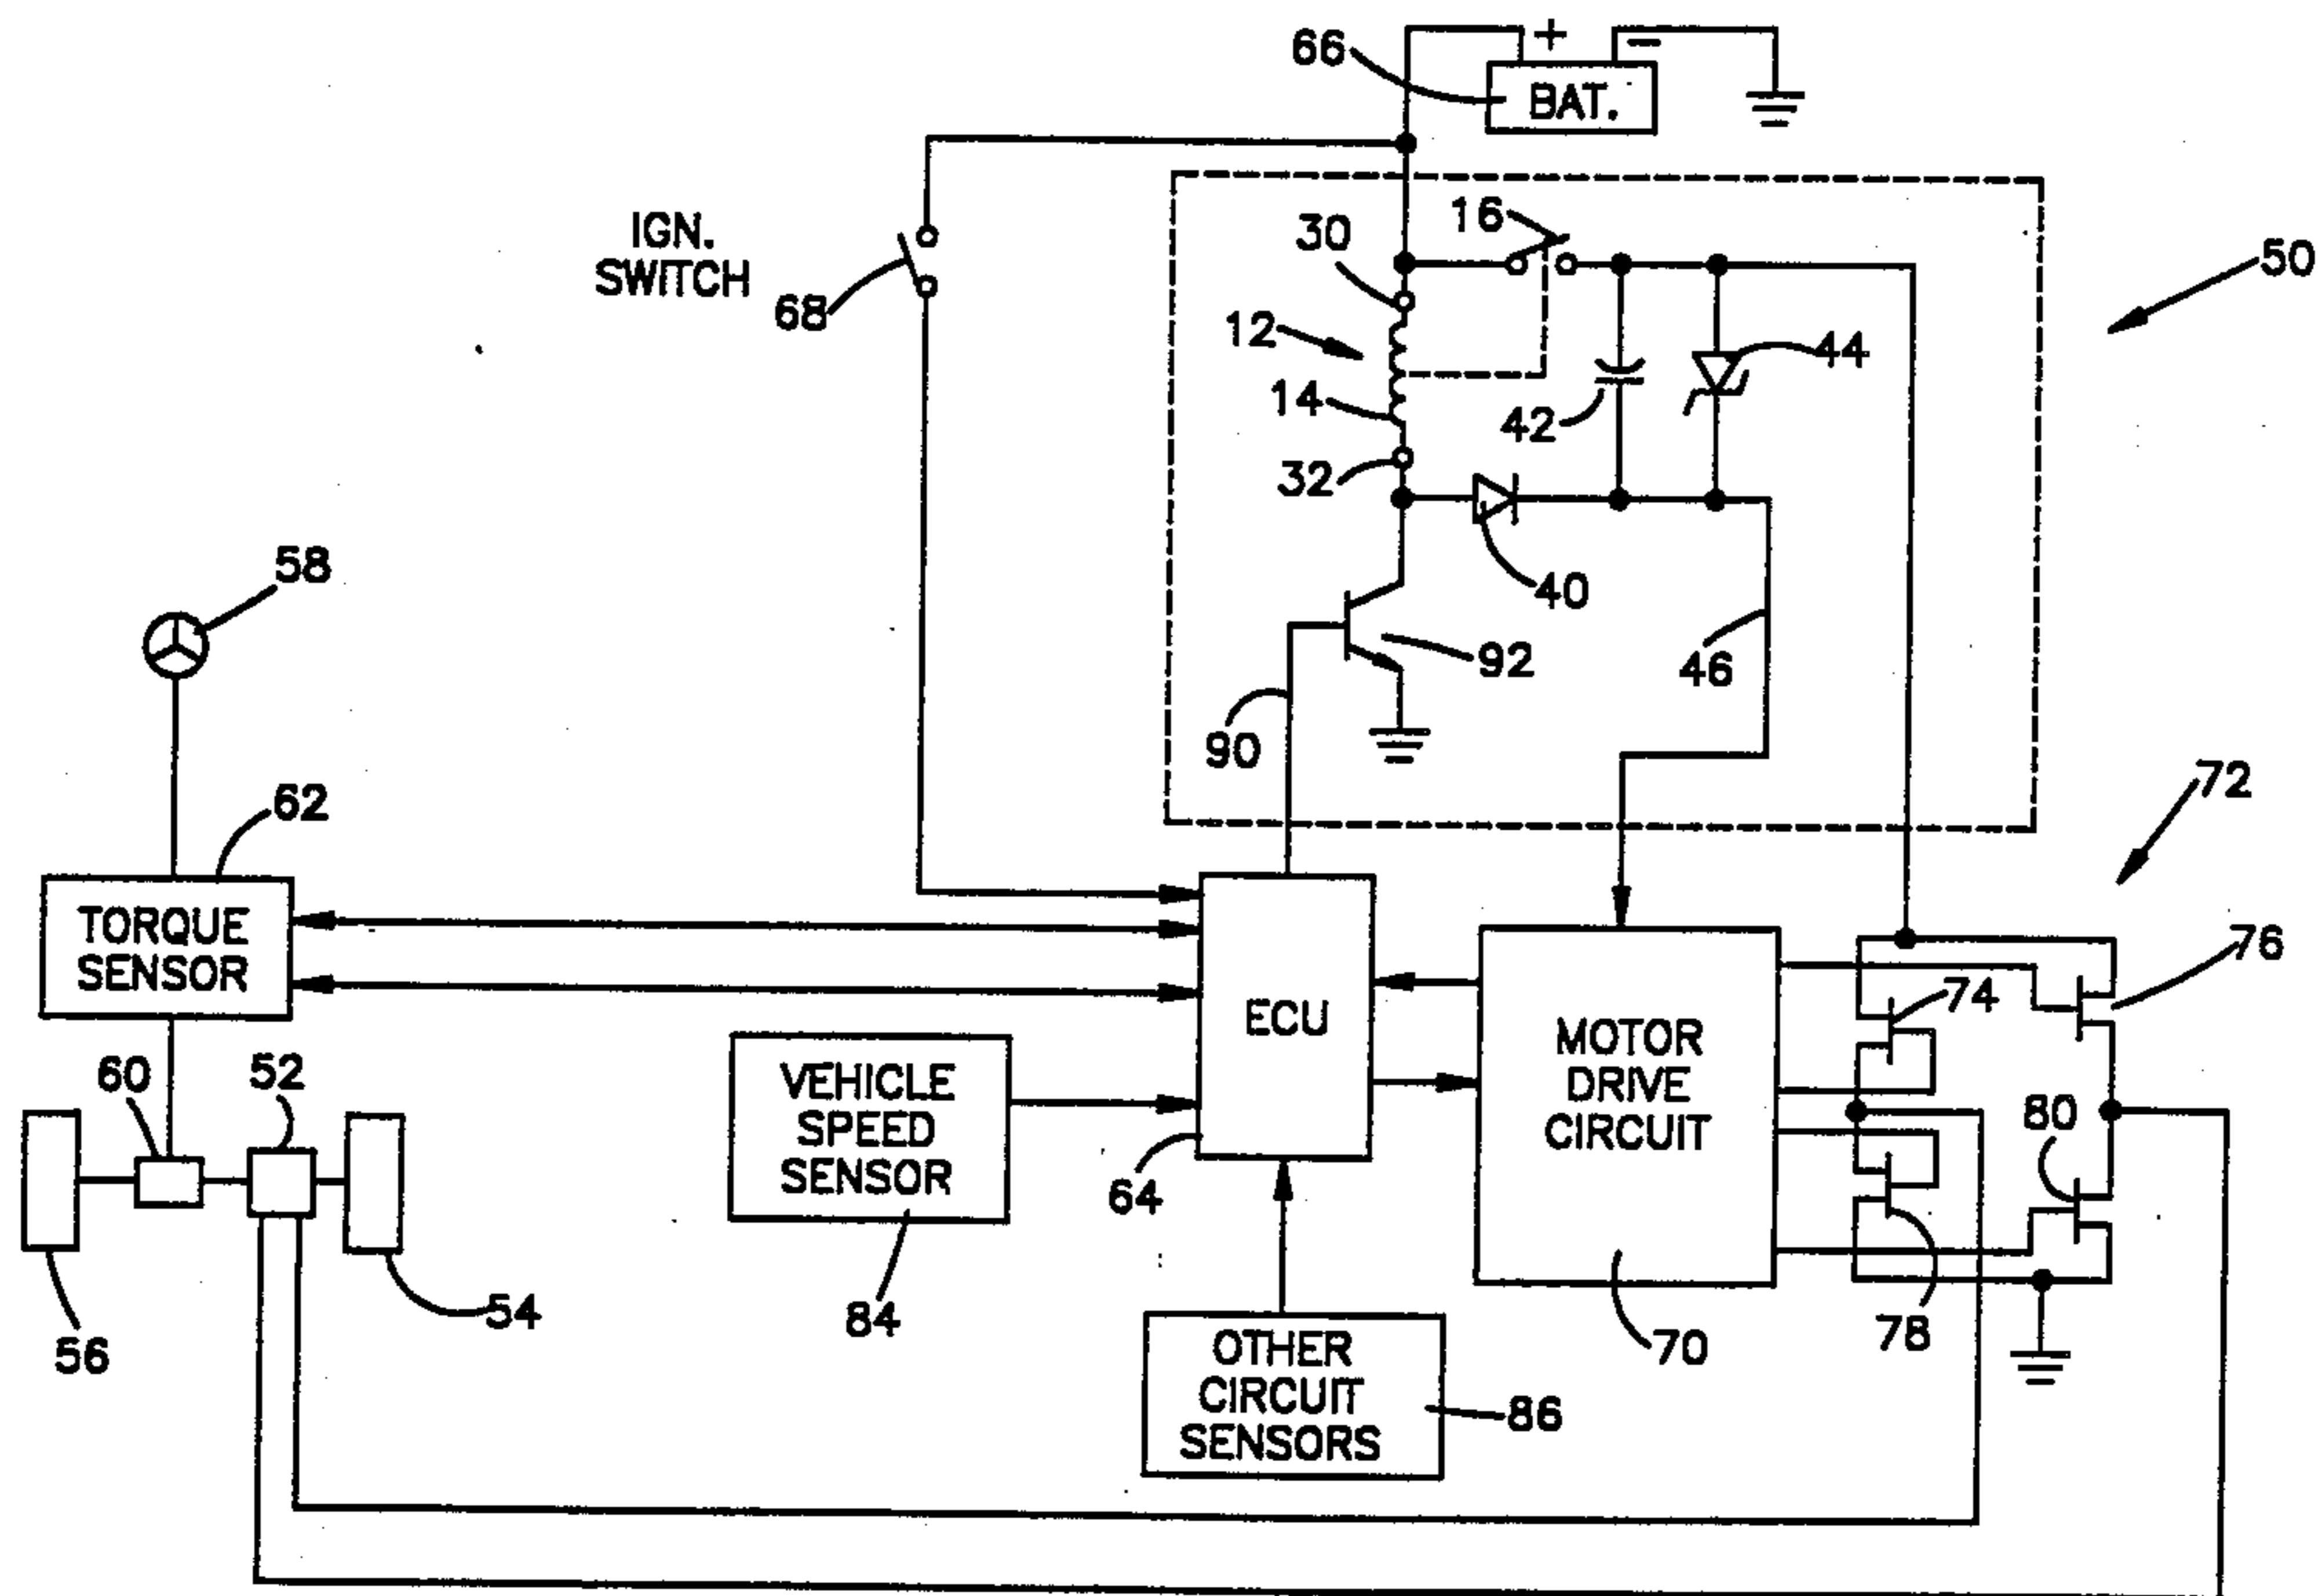 66
+
−
BAT.
IGN.
SWITCH
68
30
16
12
14
42
44
50
32
40
92
46
90
58
62
72
TORQUE
SENSOR
ECU
MOTOR
DRIVE
CIRCUIT
74
76
60
52
VEHICLE
SPEED
SENSOR
64
80
56
54
84
OTHER
CIRCUIT
SENSORS
86
70
78